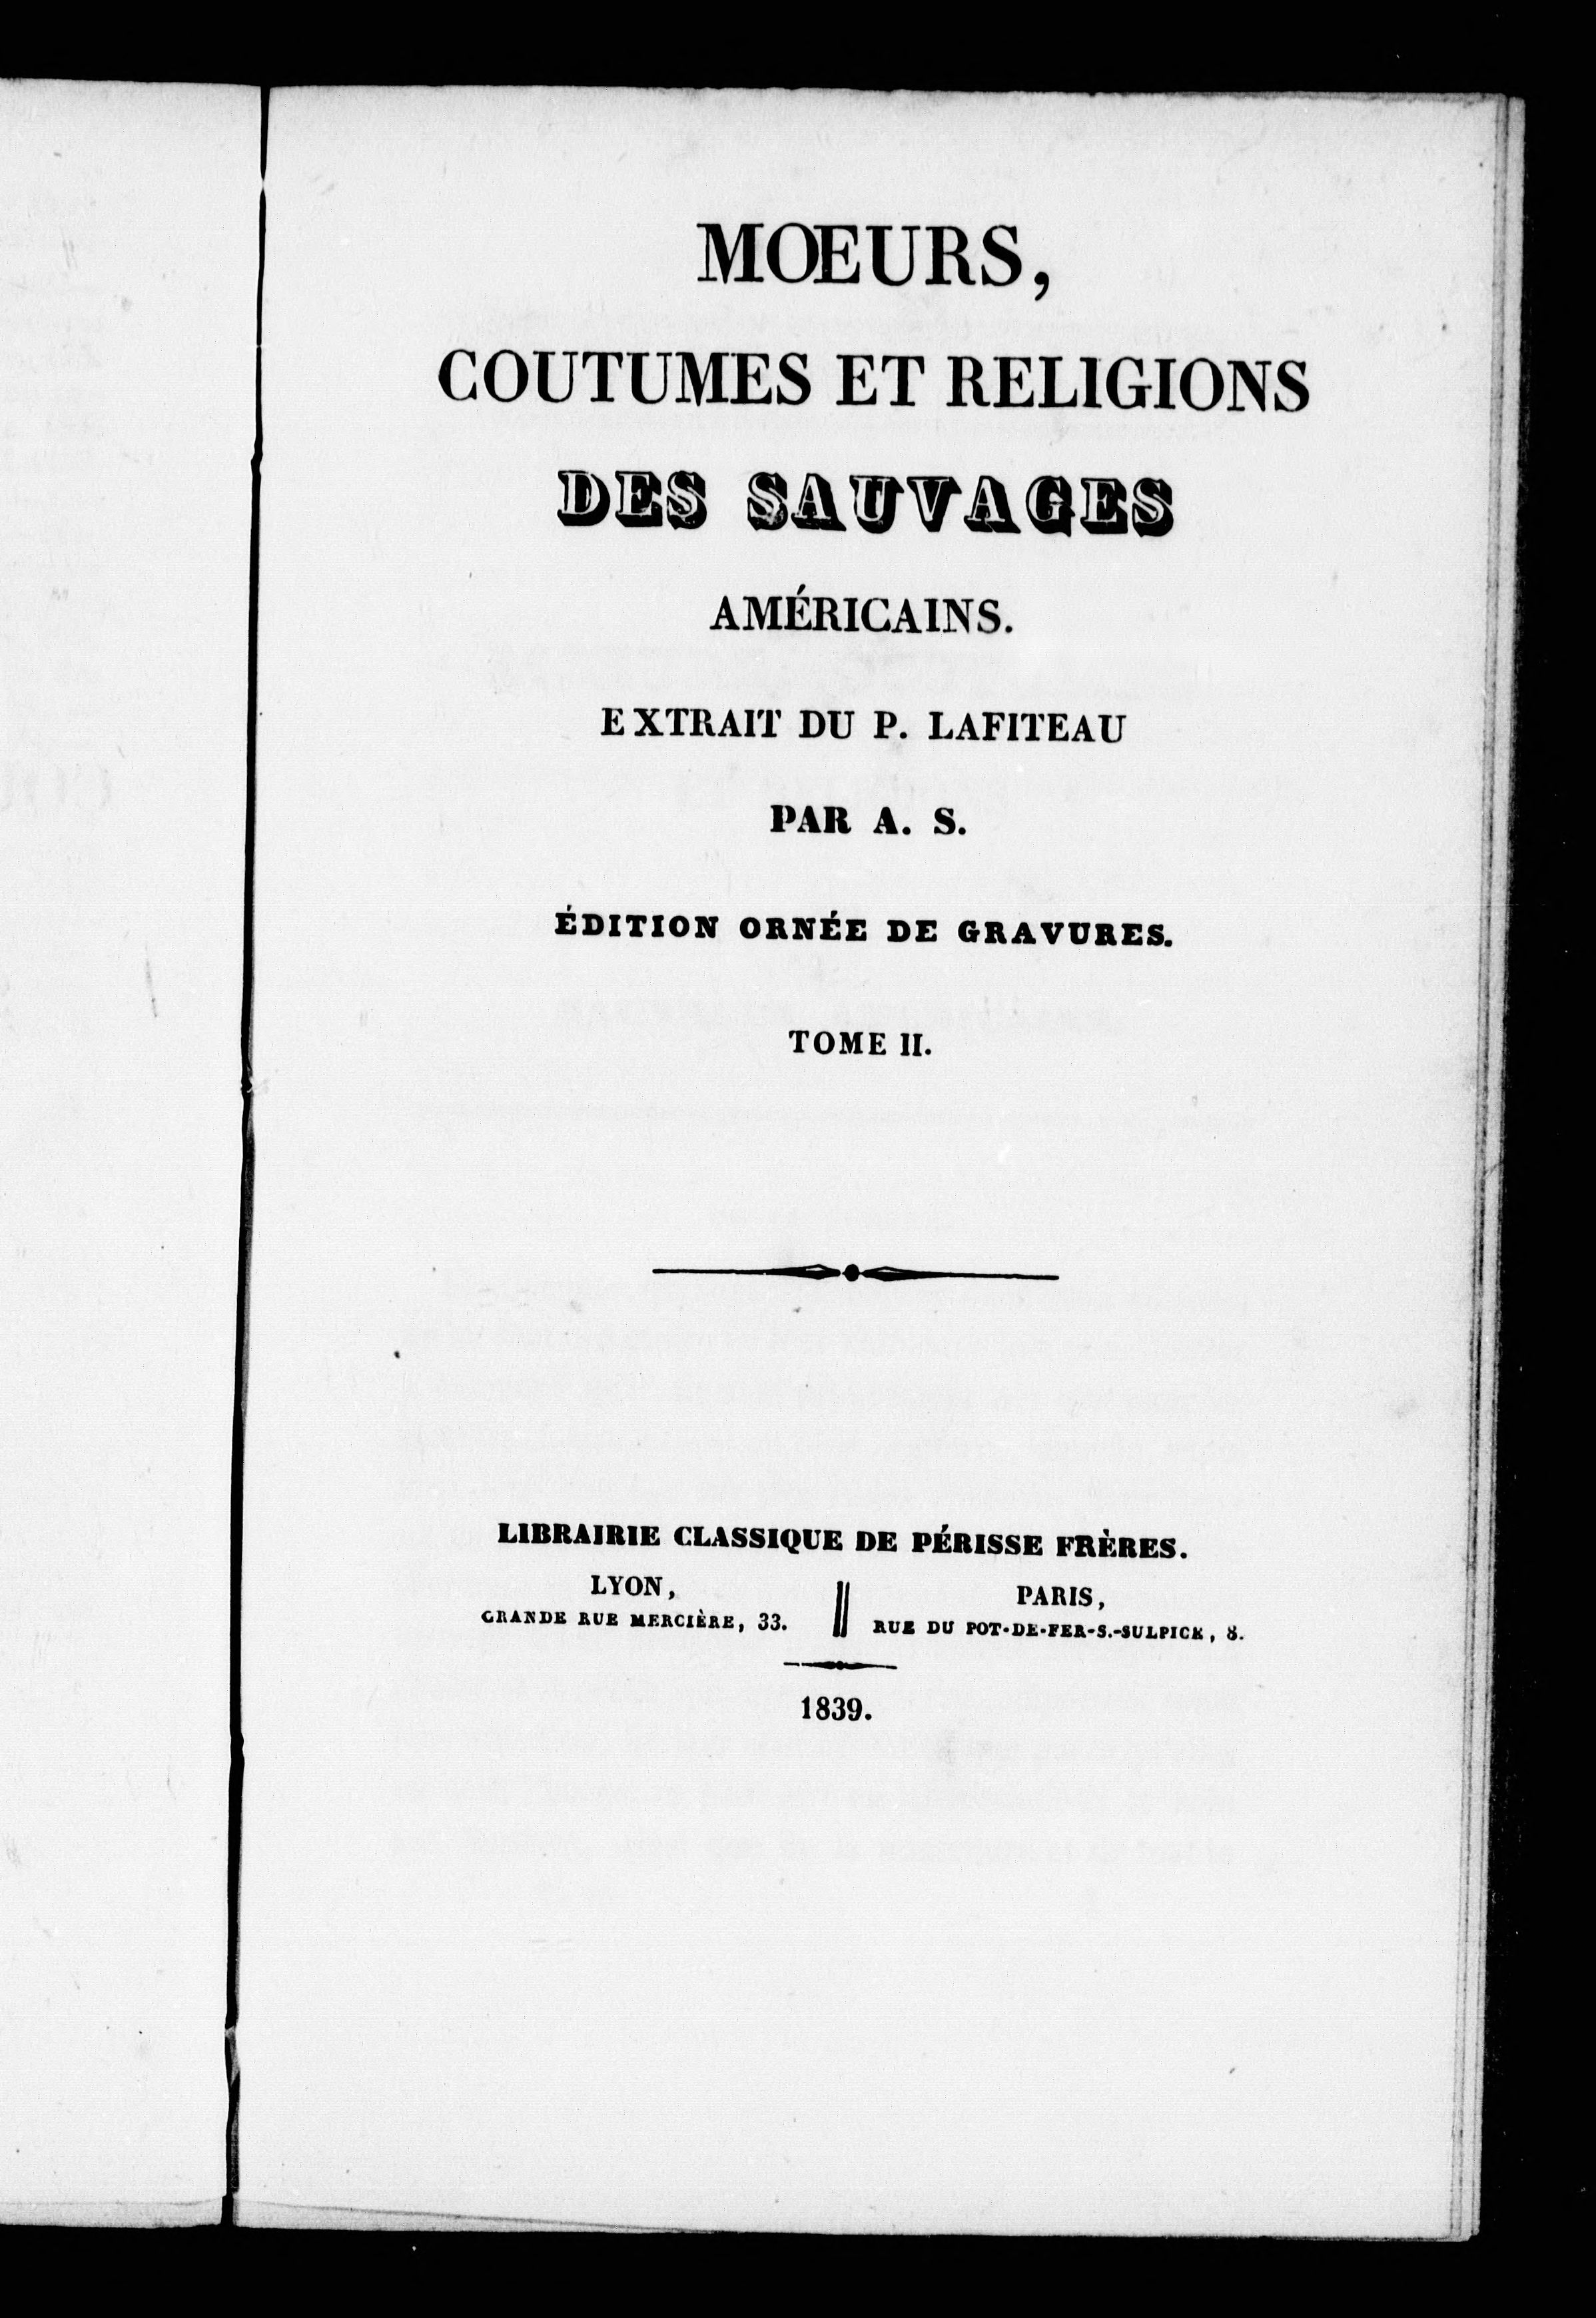 MŒURS,
COUTUMES ET RELIGIONS
DES SAUVAGES
AMÉRICAINS.
EXTRAIT DU P. LAFITEAU
PAR A. S.
ÉDITION ORNÉE DE GRAVURES.
TOME II.
LIBRAIRIE CLASSIQUE DE PÉRISSE FRÈRES.
LYON,
GRANDE RUE MERCIÈRE, 33.
PARIS,
RUE DU POT-DE-FER-S.-SULPICE, 8.
1839.